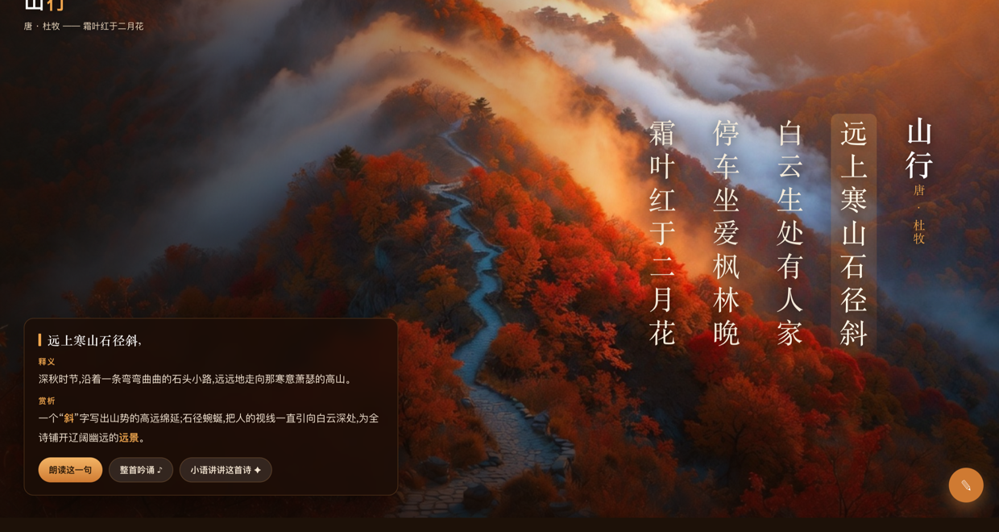 山行
唐 · 杜牧 —— 霜叶红于二月花
山行
唐 · 杜牧
远上寒山石径斜
白云生处有人家
停车坐爱枫林晚
霜叶红于二月花
远上寒山石径斜,
释义
深秋时节,沿着一条弯弯曲曲的石头小路,远远地走向那寒意萧瑟的高山。
赏析
一个“斜”字写出山势的高远绵延;石径蜿蜒,把人的视线一直引向白云深处,为全
诗铺开辽阔幽远的远景。
朗读这一句
整首吟诵 ♪
小语讲讲这首诗 ✦